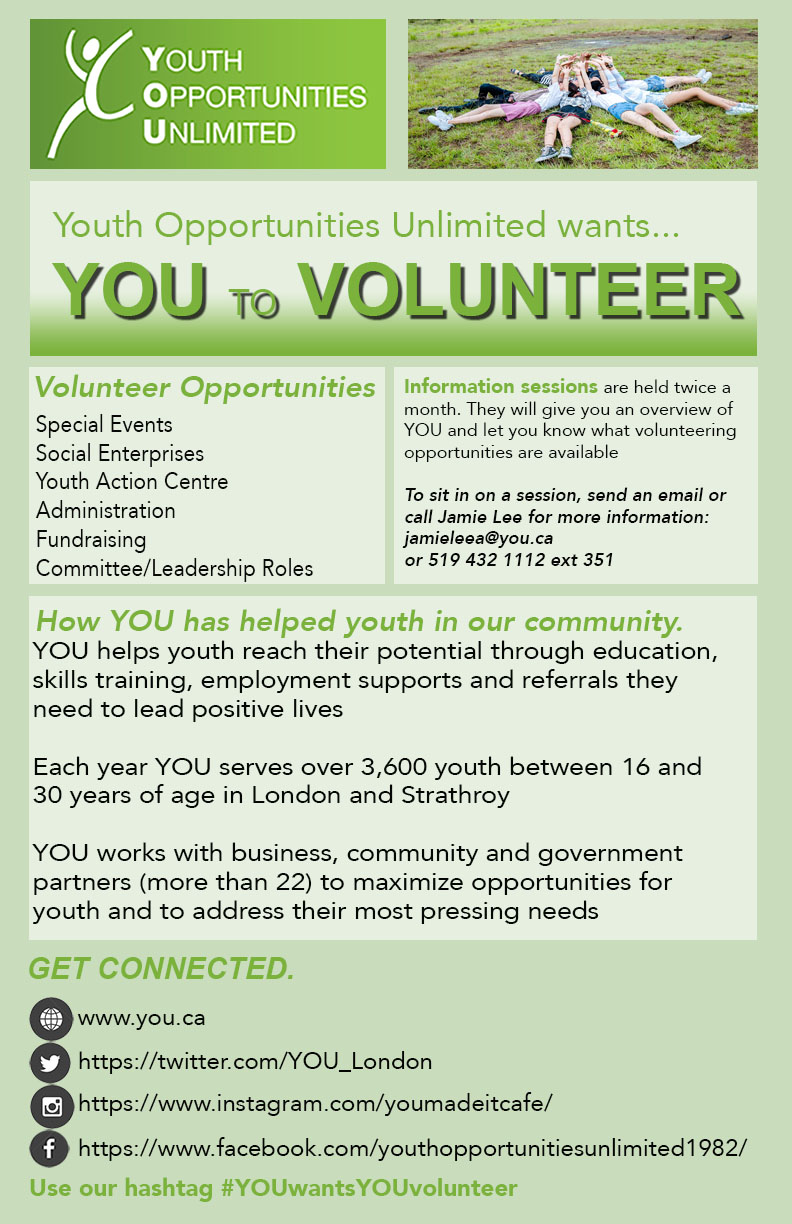 YOUTH
OPPORTUNITIES
UNLIMITED
Youth Opportunities Unlimited wants...
YOU TO VOLUNTEER
Volunteer Opportunities
Special Events
Social Enterprises
Youth Action Centre
Administration
Fundraising
Committee/Leadership Roles
Information sessions are held twice a
month. They will give you an overview of
YOU and let you know what volunteering
opportunities are available
To sit in on a session, send an email or
call Jamie Lee for more information:
jamieleea@you.ca
or 519 432 1112 ext 351
How YOU has helped youth in our community.
YOU helps youth reach their potential through education,
skills training, employment supports and referrals they
need to lead positive lives
Each year YOU serves over 3,600 youth between 16 and
30 years of age in London and Strathroy
YOU works with business, community and government
partners (more than 22) to maximize opportunities for
youth and to address their most pressing needs
GET CONNECTED.
www.you.ca
https://twitter.com/YOU_London
https://www.instagram.com/youmadeitcafe/
https://www.facebook.com/youthopportunitiesunlimited1982/
Use our hashtag #YOUwantsYOUvolunteer